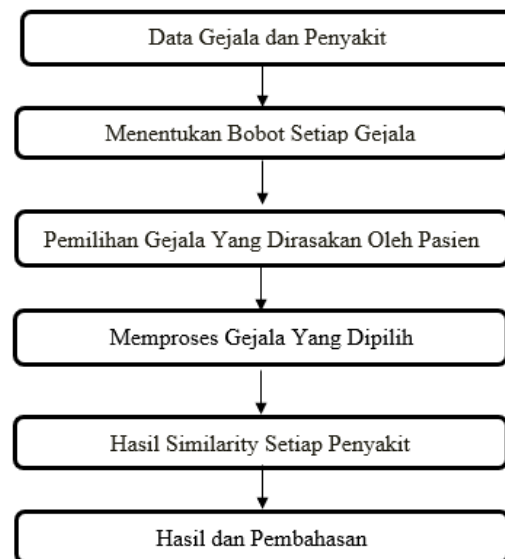 Data Gejala dan Penyakit
Menentukan Bobot Setiap Gejala
Pemilihan Gejala Yang Dirasakan Oleh Pasien
Memproses Gejala Yang Dipilih
Hasil Similarity Setiap Penyakit
Hasil dan Pembahasan